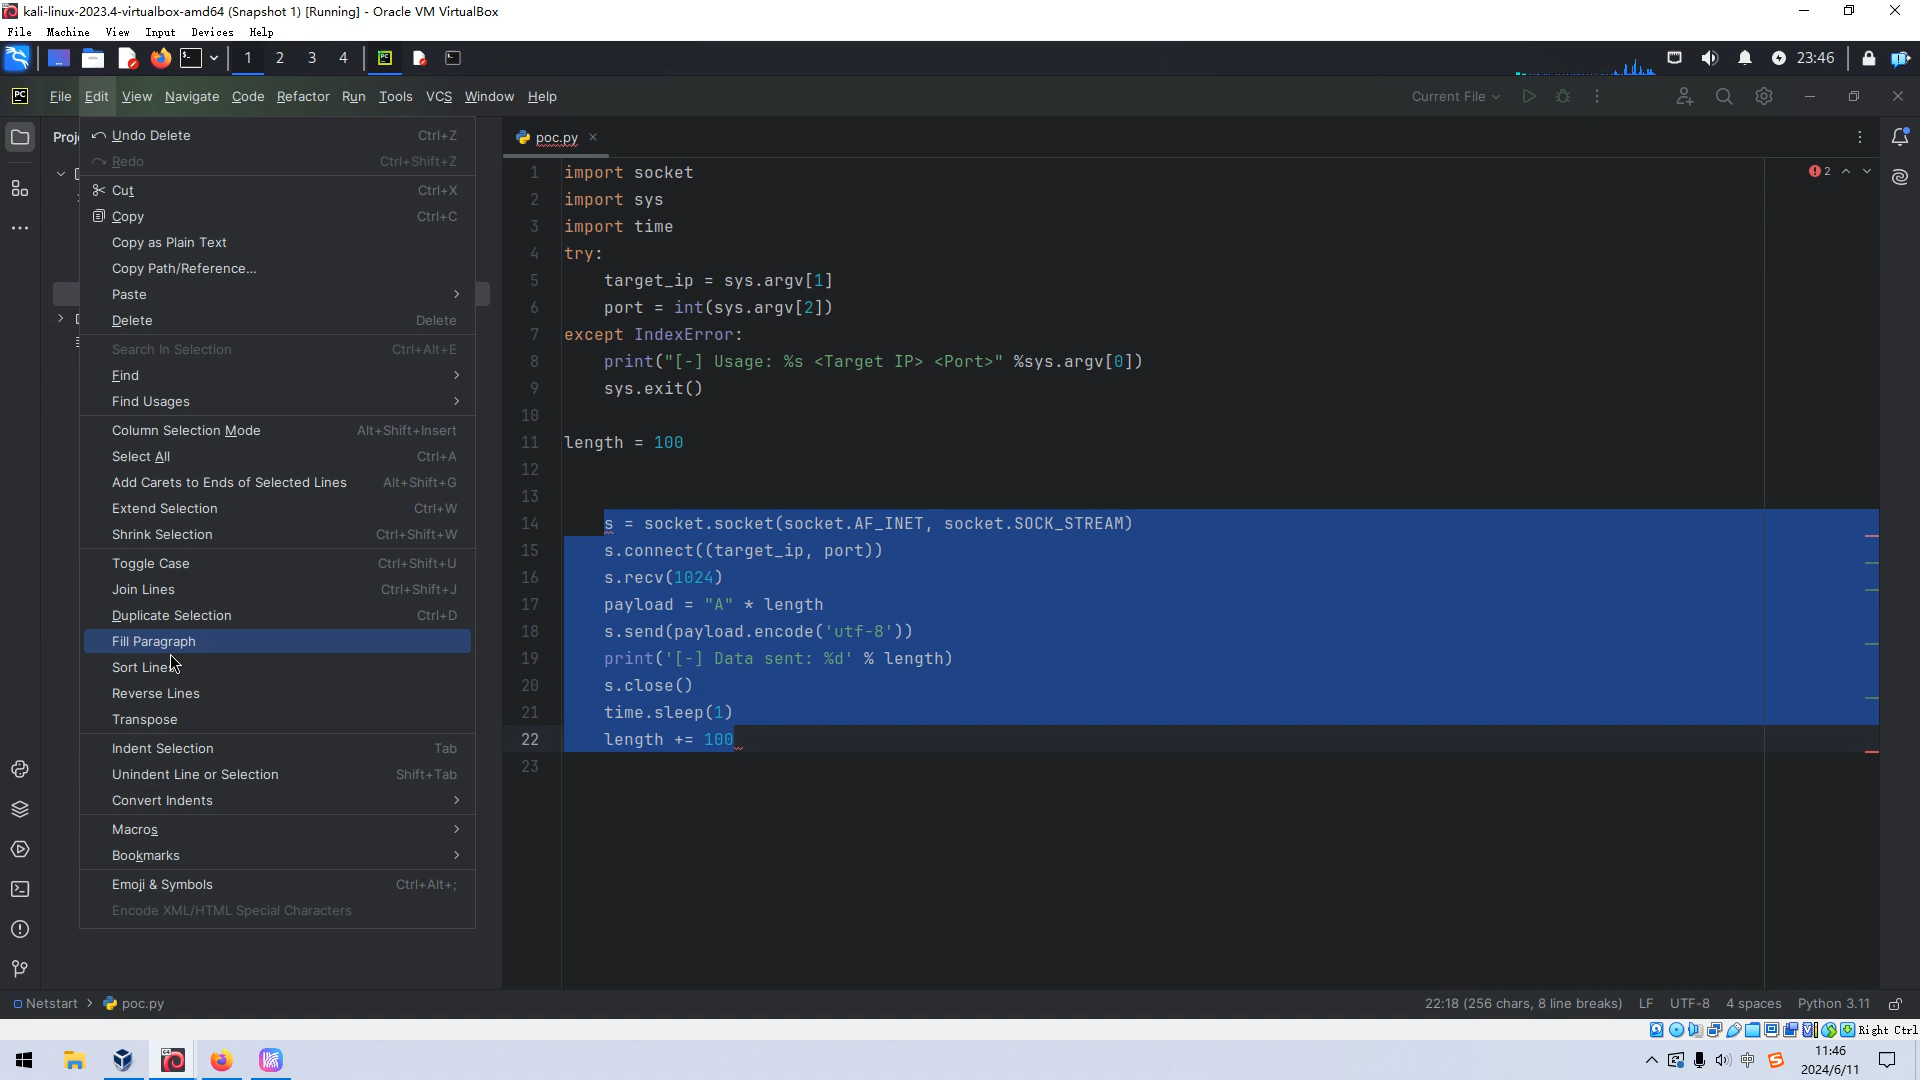 kali-linux-2023.4-virtualbox-amd64 (Snapshot 1) [Running] - Oracle VM VirtualBox
File Machine View Input Devices Help
1 2 3 4
23:46
File Edit View Navigate Code Refactor Run Tools VCS Window Help
Current File
Undo Delete Ctrl+Z
Redo Ctrl+Shift+Z
Cut Ctrl+X
Copy Ctrl+C
Copy as Plain Text
Copy Path/Reference...
Paste
Delete Delete
Search In Selection Ctrl+Alt+E
Find
Find Usages
Column Selection Mode Alt+Shift+Insert
Select All Ctrl+A
Add Carets to Ends of Selected Lines Alt+Shift+G
Extend Selection Ctrl+W
Shrink Selection Ctrl+Shift+W
Toggle Case Ctrl+Shift+U
Join Lines Ctrl+Shift+J
Duplicate Selection Ctrl+D
Fill Paragraph
Sort Lines
Reverse Lines
Transpose
Indent Selection Tab
Unindent Line or Selection Shift+Tab
Convert Indents
Macros
Bookmarks
Emoji & Symbols Ctrl+Alt+;
Encode XML/HTML Special Characters
poc.py
2
1 import socket
2 import sys
3 import time
4 try:
5 target_ip = sys.argv[1]
6 port = int(sys.argv[2])
7 except IndexError:
8 print("[-] Usage: %s <Target IP> <Port>" %sys.argv[0])
9 sys.exit()
10
11 length = 100
12
13
14 s = socket.socket(socket.AF_INET, socket.SOCK_STREAM)
15 s.connect((target_ip, port))
16 s.recv(1024)
17 payload = "A" * length
18 s.send(payload.encode('utf-8'))
19 print('[-] Data sent: %d' % length)
20 s.close()
21 time.sleep(1)
22 length += 100
23
Netstart > poc.py
22:18 (256 chars, 8 line breaks) LF UTF-8 4 spaces Python 3.11
Right Ctrl
中
11:46
2024/6/11